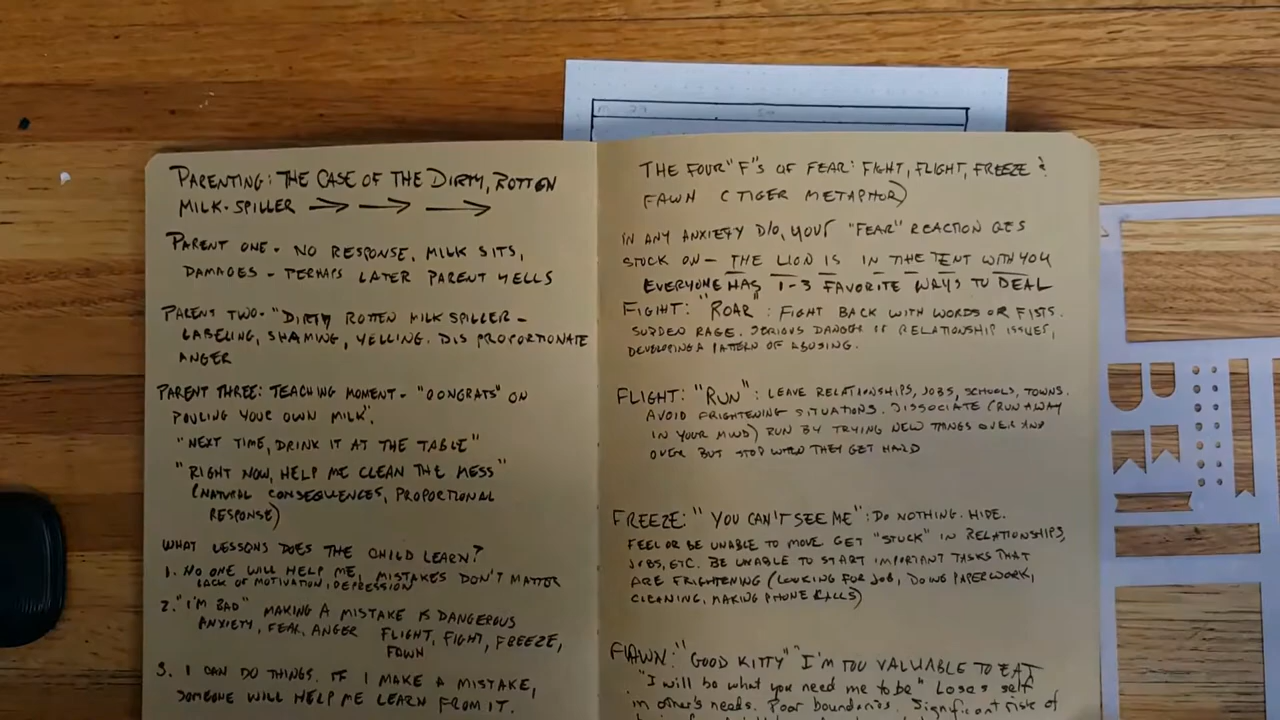 PARENTING: THE CASE OF THE DIRTY, ROTTEN
MILK-SPILLER
PARENT ONE - NO RESPONSE, MILK SITS,
DAMAGES - PERHAPS LATER PARENT YELLS
PARENT TWO - "DIRTY ROTTEN MILK SPILLER -
LABELING, SHAMING, YELLING. DISPROPORTIONATE
ANGER
PARENT THREE: TEACHING MOMENT - "CONGRATS" ON
POURING YOUR OWN MILK".
"NEXT TIME, DRINK IT AT THE TABLE"
"RIGHT NOW, HELP ME CLEAN THE MESS"
(NATURAL CONSEQUENCES, PROPORTIONAL
RESPONSE)
WHAT LESSONS DOES THE CHILD LEARN?
1. NO ONE WILL HELP ME, MISTAKES DON'T MATTER
LACK OF MOTIVATION, DEPRESSION
2. "I'M BAD" MAKING A MISTAKE IS DANGEROUS
ANXIETY, FEAR, ANGER FLIGHT, FIGHT, FREEZE,
FAWN
3. I CAN DO THINGS. IF I MAKE A MISTAKE,
SOMEONE WILL HELP ME LEARN FROM IT.
THE FOUR "F"s OF FEAR: FIGHT, FLIGHT, FREEZE &
FAWN (TIGER METAPHOR)
IN ANY ANXIETY D/O, YOUR "FEAR" REACTION GETS
STUCK ON - THE LION IS IN THE TENT WITH YOU
EVERYONE HAS 1-3 FAVORITE WAYS TO DEAL
FIGHT: "ROAR": FIGHT BACK WITH WORDS OR FISTS.
SUDDEN RAGE. SERIOUS DANGER OF RELATIONSHIP ISSUES,
DEVELOPING A PATTERN OF ABUSING.
FLIGHT: "RUN": LEAVE RELATIONSHIPS, JOBS, SCHOOLS, TOWNS.
AVOID FRIGHTENING SITUATIONS. DISSOCIATE (RUN AWAY
IN YOUR MIND) RUN BY TRYING NEW THINGS OVER AND
OVER BUT STOP WHEN THEY GET HARD
FREEZE: "YOU CAN'T SEE ME": DO NOTHING. HIDE.
FEEL OR BE UNABLE TO MOVE GET "STUCK" IN RELATIONSHIPS,
JOBS, ETC. BE UNABLE TO START IMPORTANT TASKS THAT
ARE FRIGHTENING (LOOKING FOR JOB, DOING PAPERWORK,
CLEANING, MAKING PHONE CALLS)
FAWN: "GOOD KITTY" "I'M TOO VALUABLE TO EAT
"I will be what you need me to be" Loses self
in other's needs. Poor boundaries. Significant risk of